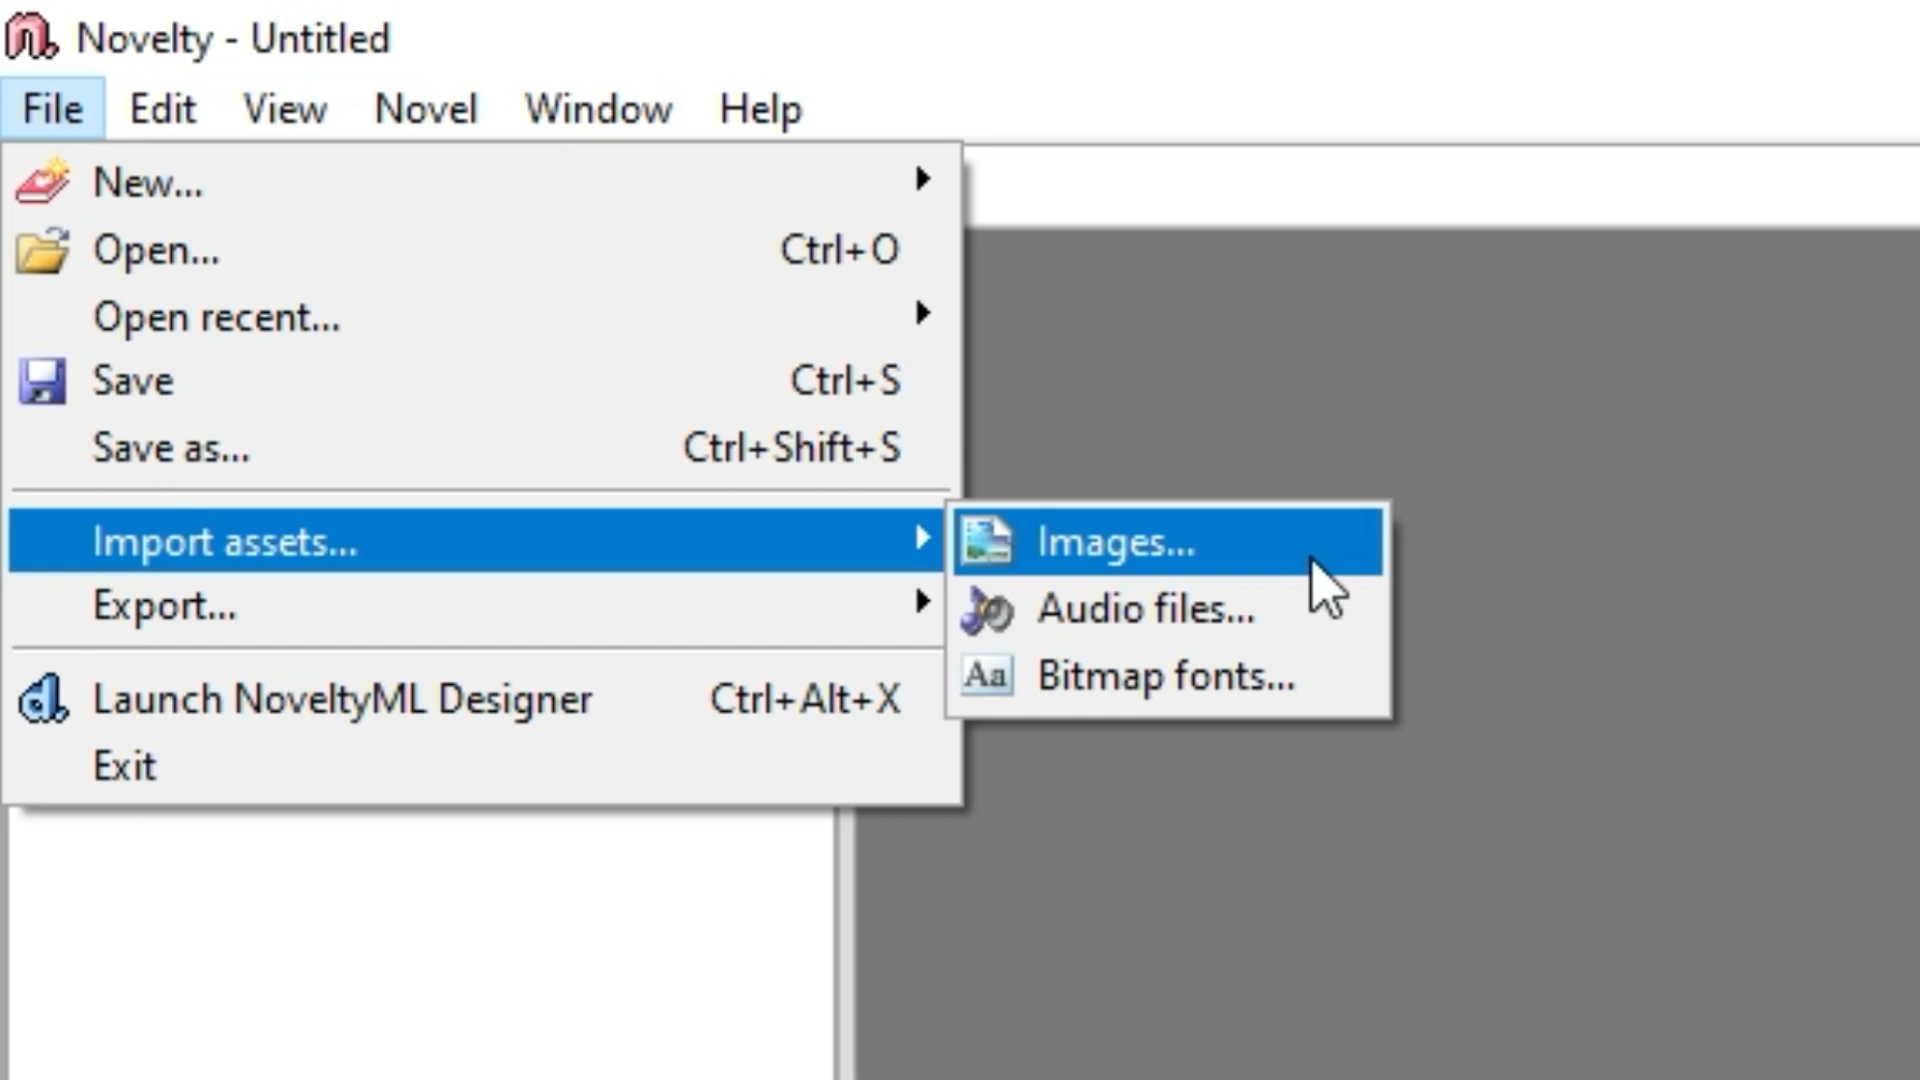 Novelty - Untitled
File Edit View Novel Window Help
New...
Open... Ctrl+O
Open recent...
Save Ctrl+S
Save as... Ctrl+Shift+S
Import assets...
Images...
Export...
Audio files...
Aa Bitmap fonts...
Launch NoveltyML Designer Ctrl+Alt+X
Exit